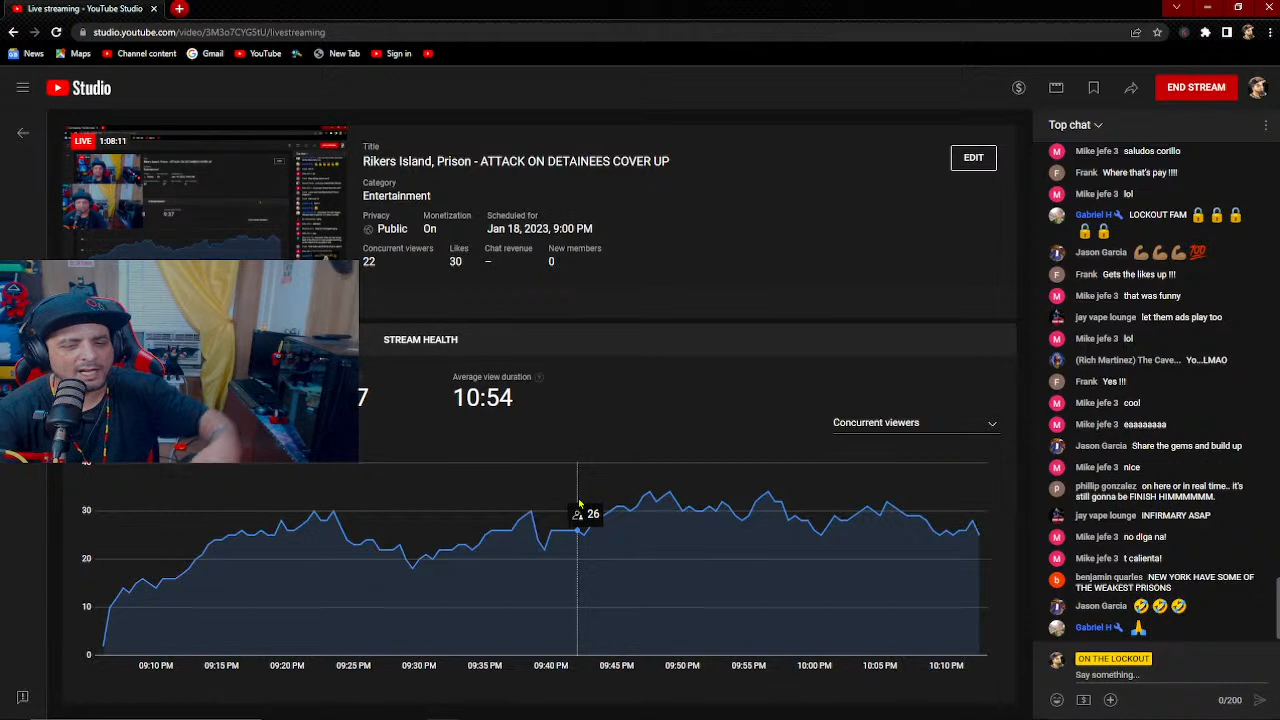 Live streaming - YouTube Studio
studio.youtube.com/video/3M3o7CYG5tU/livestreaming
News
Maps
Channel content
Gmail
YouTube
New Tab
Sign in
Studio
END STREAM
LIVE 1:08:11
Title
Rikers Island, Prison - ATTACK ON DETAINEES COVER UP
EDIT
Category
Entertainment
Privacy
Monetization
Scheduled for
Public
On
Concurrent viewers
Likes
Chat revenue
New members
22
30
–
0
STREAM HEALTH
7
Average view duration
10:54
Concurrent viewers
26
30
20
10
0
09:10 PM
09:15 PM
09:20 PM
09:25 PM
09:30 PM
09:35 PM
09:40 PM
09:45 PM
09:50 PM
09:55 PM
10:00 PM
10:05 PM
10:10 PM
Top chat
Mike jefe 3 saludos corillo
Frank Where that's pay !!!!
Mike jefe 3 lol
Gabriel H LOCKOUT FAM 🔒 🔒 🔒
🔒 🔒
Jason Garcia 💪🏽 💪🏽 💪🏽 💯
Frank Gets the likes up !!!
Mike jefe 3 that was funny
jay vape lounge let them ads play too
Mike jefe 3 lol
(Rich Martinez) The Cave... Yo...LMAO
Frank Yes !!!
Mike jefe 3 cool
Mike jefe 3 eaaaaaaaa
Jason Garcia Share the gems and build up
Mike jefe 3 nice
phillip gonzalez on here or in real time.. it's
still gonna be FINISH HIMMMMMM.
jay vape lounge INFIRMARY ASAP
Mike jefe 3 no diga na!
Mike jefe 3 t calienta!
benjamin quarles NEW YORK HAVE SOME OF
THE WEAKEST PRISONS
Jason Garcia 🤣 🤣 🤣
Gabriel H 🙏
ON THE LOCKOUT
Say something...
0/200